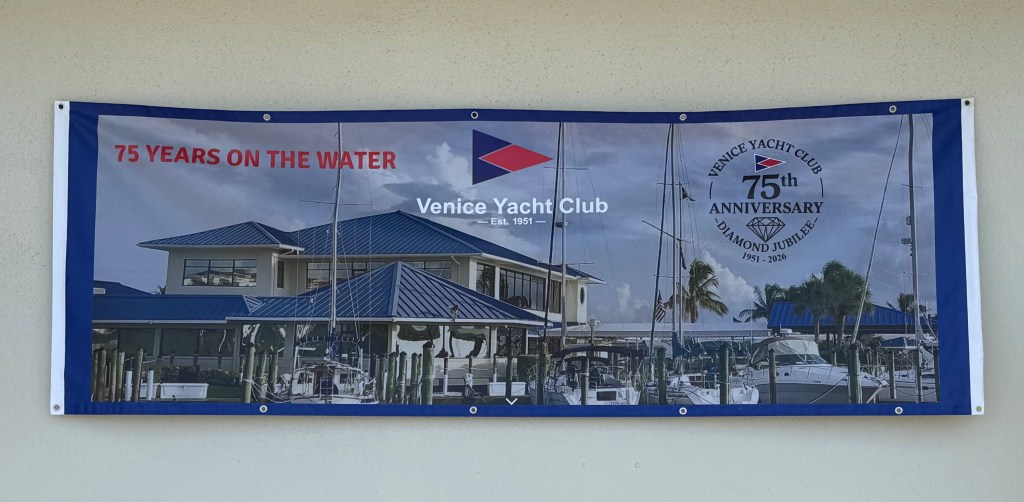 75 YEARS ON THE WATER
Venice Yacht Club
— Est. 1951 —
VENICE YACHT CLUB
75th
ANNIVERSARY
~DIAMOND JUBILEE~
1951 - 2026